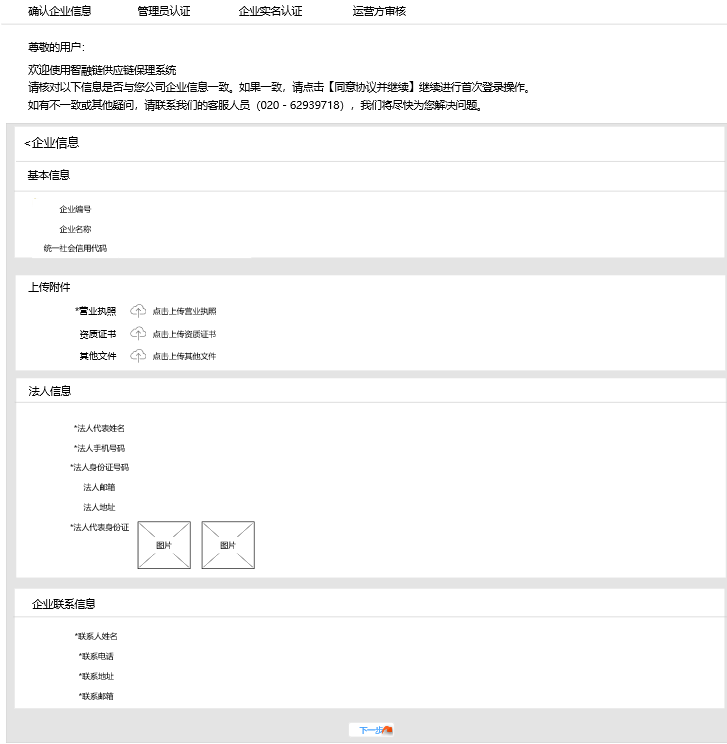 确认企业信息 管理员认证 企业实名认证 运营方审核
尊敬的用户：
欢迎使用智融链供应链保理系统
请核对以下信息是否与您公司企业信息一致。如果一致，请点击【同意协议并继续】继续进行首次登录操作。
如有不一致或其他疑问，请联系我们的客服人员（020 - 62939718），我们将尽快为您解决问题。
<企业信息
基本信息
企业编号
企业名称
统一社会信用代码
上传附件
*营业执照 点击上传营业执照
资质证书 点击上传资质证书
其他文件 点击上传其他文件
法人信息
*法人代表姓名
*法人手机号码
*法人身份证号码
法人邮箱
法人地址
*法人代表身份证 图片 图片
企业联系信息
*联系人姓名
*联系电话
*联系地址
*联系邮箱
下一步